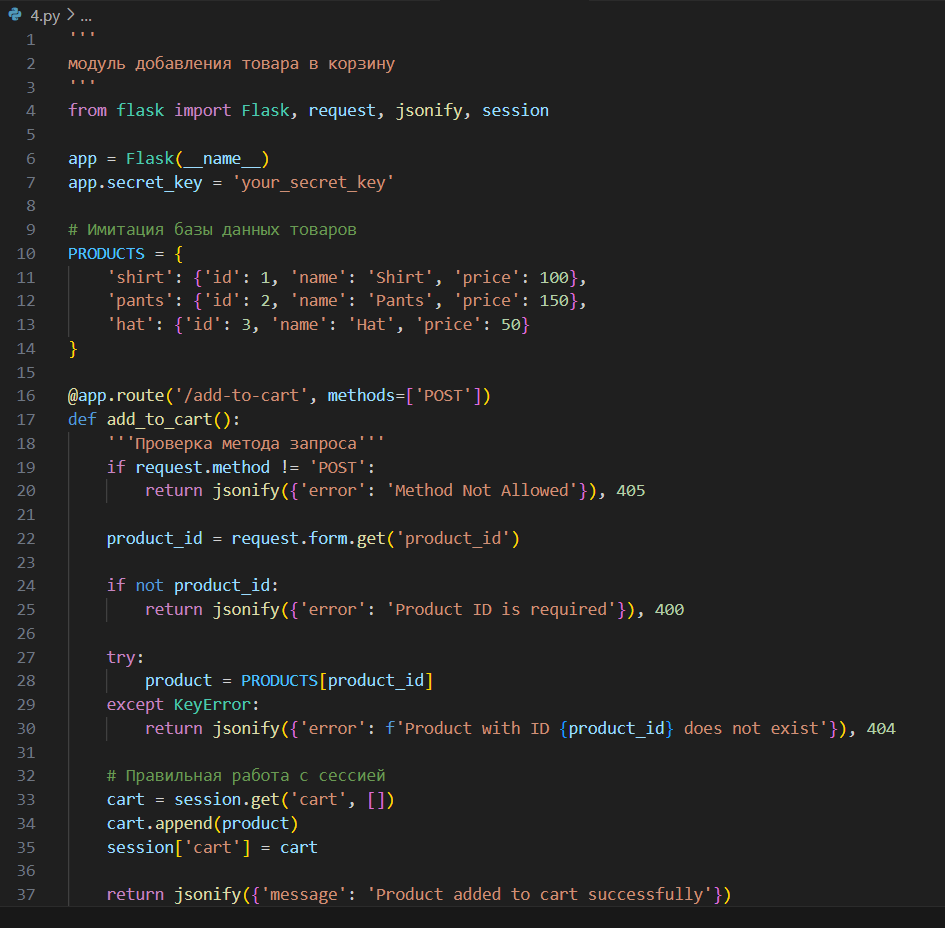 4.py > ...
1 '''
2 модуль добавления товара в корзину
3 '''
4 from flask import Flask, request, jsonify, session
5
6 app = Flask(__name__)
7 app.secret_key = 'your_secret_key'
8
9 # Имитация базы данных товаров
10 PRODUCTS = {
11     'shirt': {'id': 1, 'name': 'Shirt', 'price': 100},
12     'pants': {'id': 2, 'name': 'Pants', 'price': 150},
13     'hat': {'id': 3, 'name': 'Hat', 'price': 50}
14 }
15
16 @app.route('/add-to-cart', methods=['POST'])
17 def add_to_cart():
18     '''Проверка метода запроса'''
19     if request.method != 'POST':
20         return jsonify({'error': 'Method Not Allowed'}), 405
21
22     product_id = request.form.get('product_id')
23
24     if not product_id:
25         return jsonify({'error': 'Product ID is required'}), 400
26
27     try:
28         product = PRODUCTS[product_id]
29     except KeyError:
30         return jsonify({'error': f'Product with ID {product_id} does not exist'}), 404
31
32     # Правильная работа с сессией
33     cart = session.get('cart', [])
34     cart.append(product)
35     session['cart'] = cart
36
37     return jsonify({'message': 'Product added to cart successfully'})